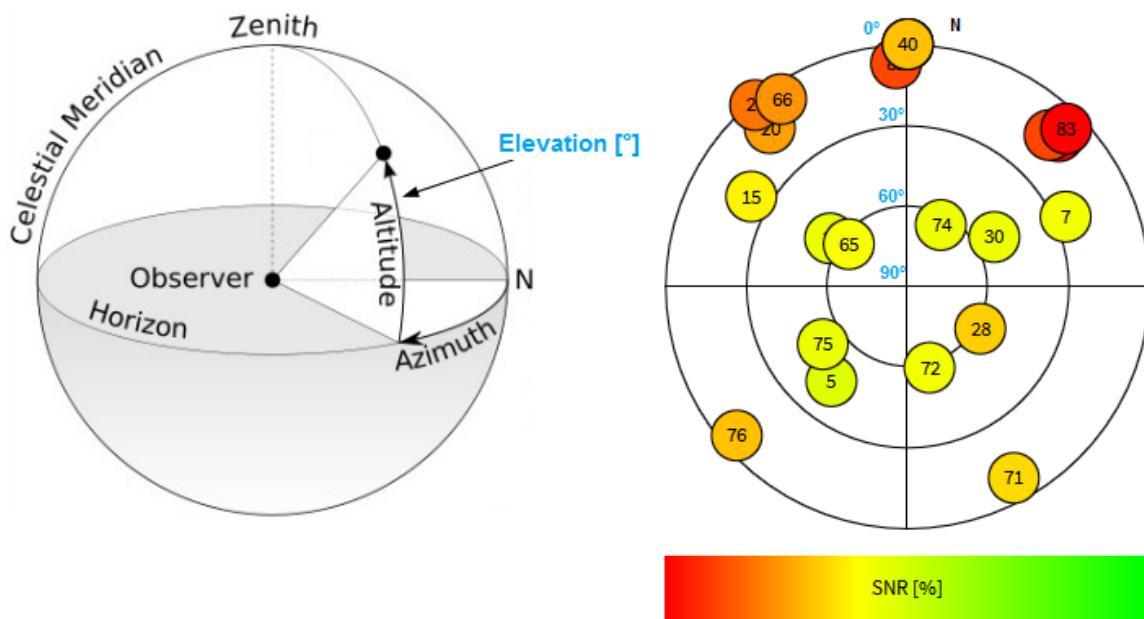 Zenith
Celestial Meridian
Elevation [°]
Altitude
Observer
N
Horizon
Azimuth
0°
N
40
66
20
83
30°
15
7
60°
74
65
30
90°
28
75
72
5
76
71
SNR [%]